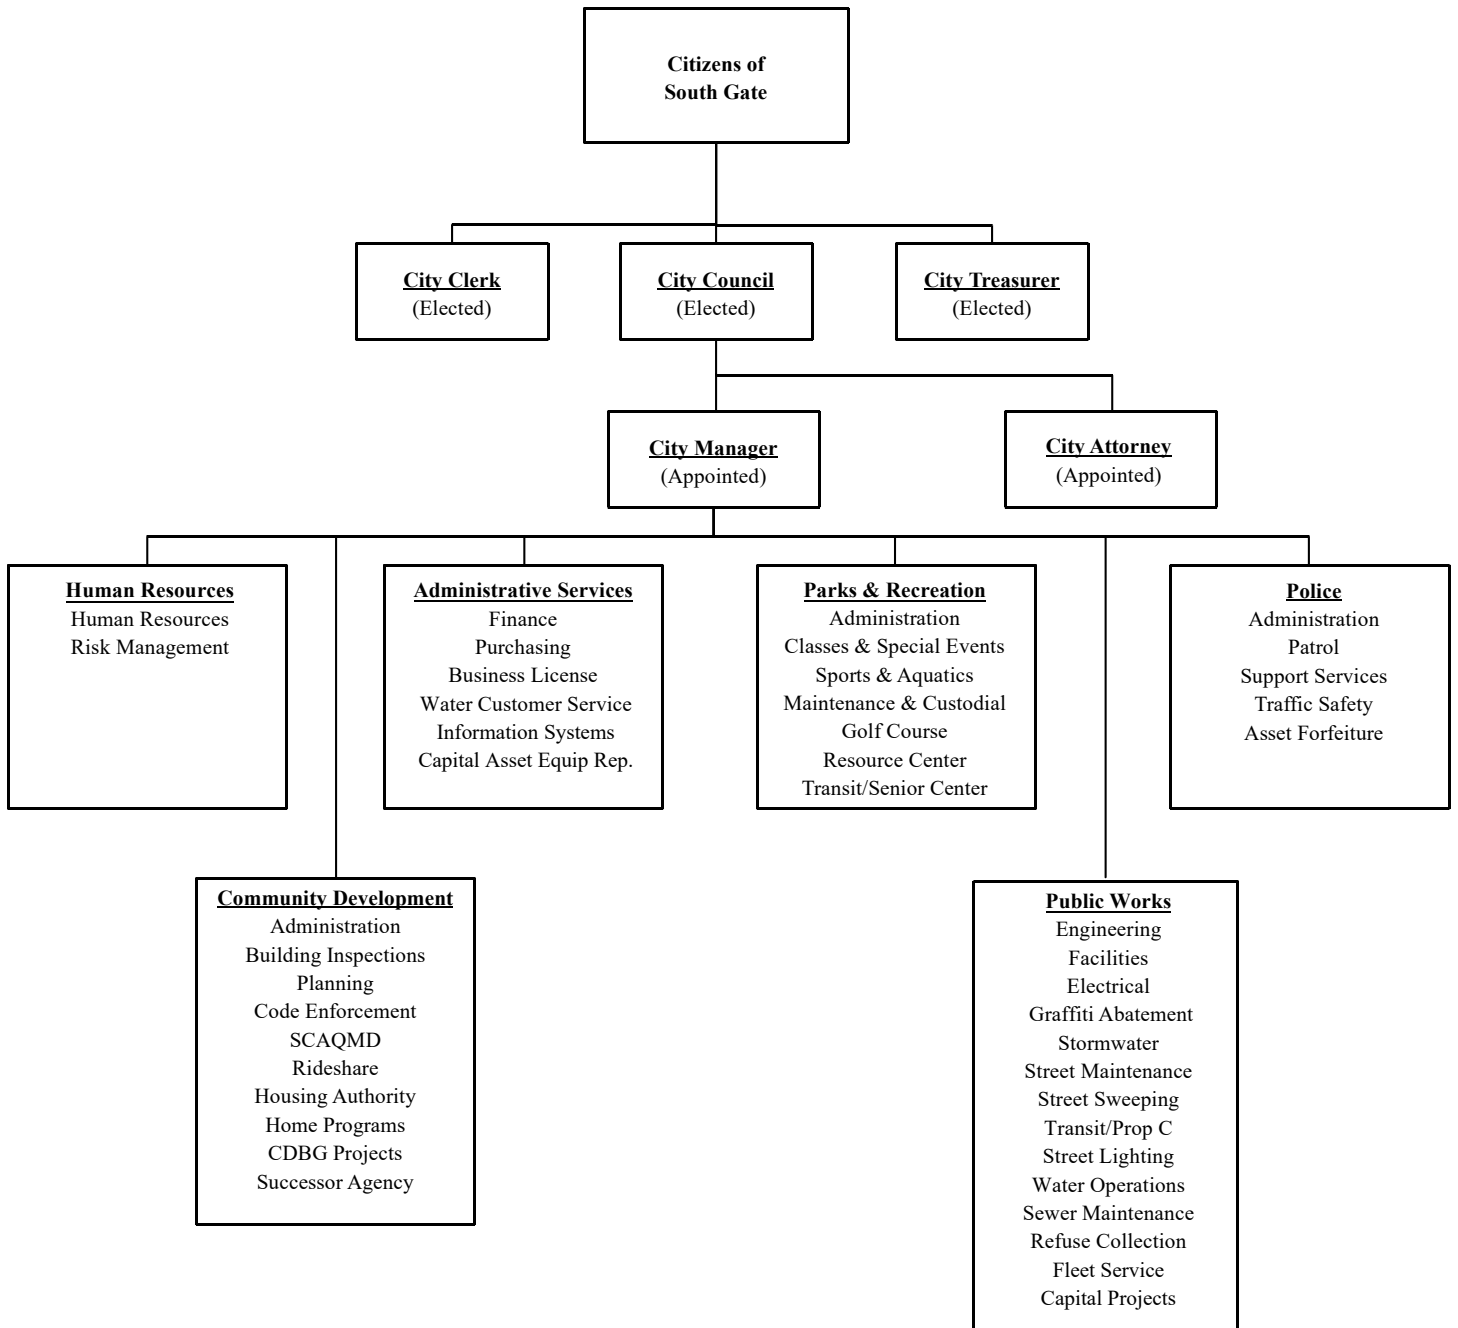 Citizens of
South Gate
City Clerk
(Elected)
City Council
(Elected)
City Treasurer
(Elected)
City Manager
(Appointed)
City Attorney
(Appointed)
Human Resources
Human Resources
Risk Management
Administrative Services
Finance
Purchasing
Business License
Water Customer Service
Information Systems
Capital Asset Equip Rep.
Parks & Recreation
Administration
Classes & Special Events
Sports & Aquatics
Maintenance & Custodial
Golf Course
Resource Center
Transit/Senior Center
Police
Administration
Patrol
Support Services
Traffic Safety
Asset Forfeiture
Community Development
Administration
Building Inspections
Planning
Code Enforcement
SCAQMD
Rideshare
Housing Authority
Home Programs
CDBG Projects
Successor Agency
Public Works
Engineering
Facilities
Electrical
Graffiti Abatement
Stormwater
Street Maintenance
Street Sweeping
Transit/Prop C
Street Lighting
Water Operations
Sewer Maintenance
Refuse Collection
Fleet Service
Capital Projects